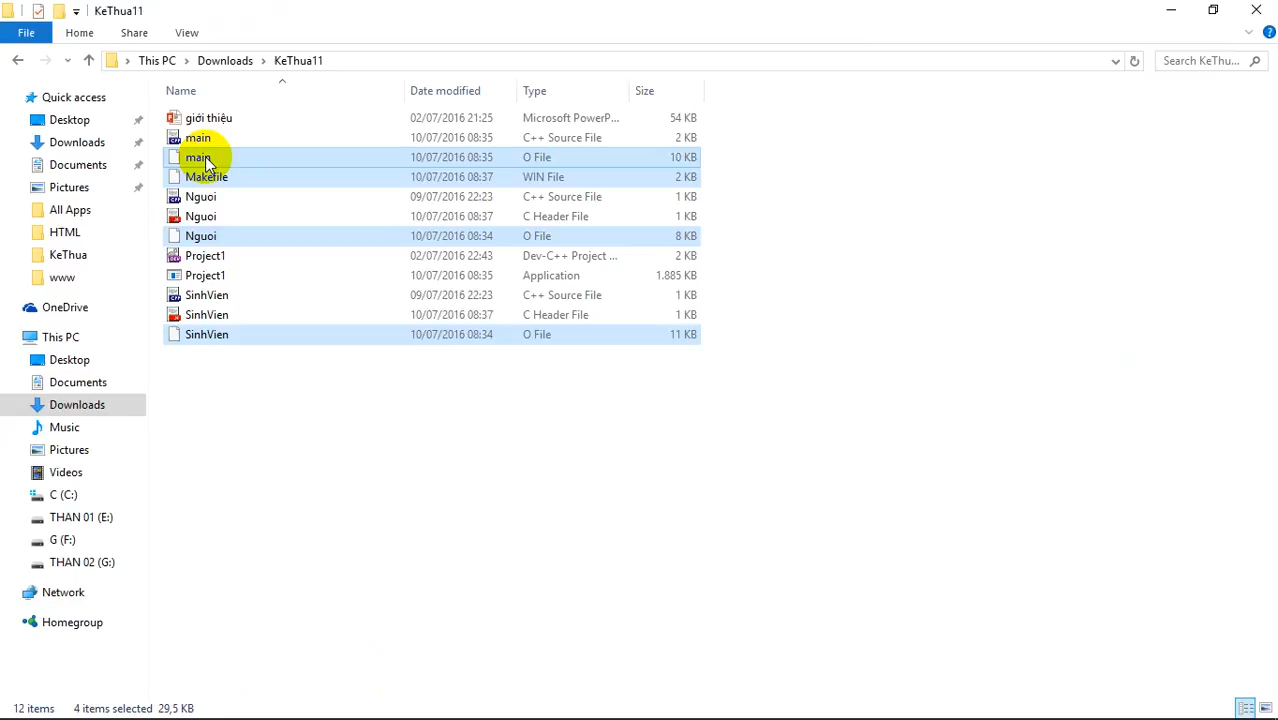 KeThua11
File Home Share View
This PC Downloads KeThua11
Search KeThu...
Name Date modified Type Size
Quick access
Desktop
Downloads
Documents
Pictures
All Apps
HTML
KeThua
www
OneDrive
This PC
Desktop
Documents
Downloads
Music
Pictures
Videos
C (C:)
THAN 01 (E:)
G (F:)
THAN 02 (G:)
Network
Homegroup
giới thiệu 02/07/2016 21:25 Microsoft PowerP... 54 KB
main 10/07/2016 08:35 C++ Source File 2 KB
main 10/07/2016 08:35 O File 10 KB
Makefile 10/07/2016 08:37 WIN File 2 KB
Nguoi 09/07/2016 22:23 C++ Source File 1 KB
Nguoi 10/07/2016 08:37 C Header File 1 KB
Nguoi 10/07/2016 08:34 O File 8 KB
Project1 02/07/2016 22:43 Dev-C++ Project ... 2 KB
Project1 10/07/2016 08:35 Application 1.885 KB
SinhVien 09/07/2016 22:23 C++ Source File 1 KB
SinhVien 10/07/2016 08:37 C Header File 1 KB
SinhVien 10/07/2016 08:34 O File 11 KB
12 items 4 items selected 29,5 KB